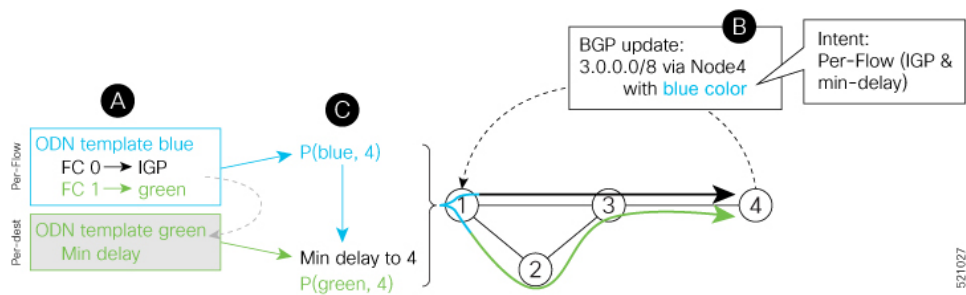 A
Per-Flow
ODN template blue
FC 0 → IGP
FC 1 → green
Per-dest
ODN template green
Min delay
C
P(blue, 4)
Min delay to 4
P(green, 4)
B
BGP update:
3.0.0.0/8 via Node4
with blue color
Intent:
Per-Flow (IGP &
min-delay)
1
3
4
2
521027